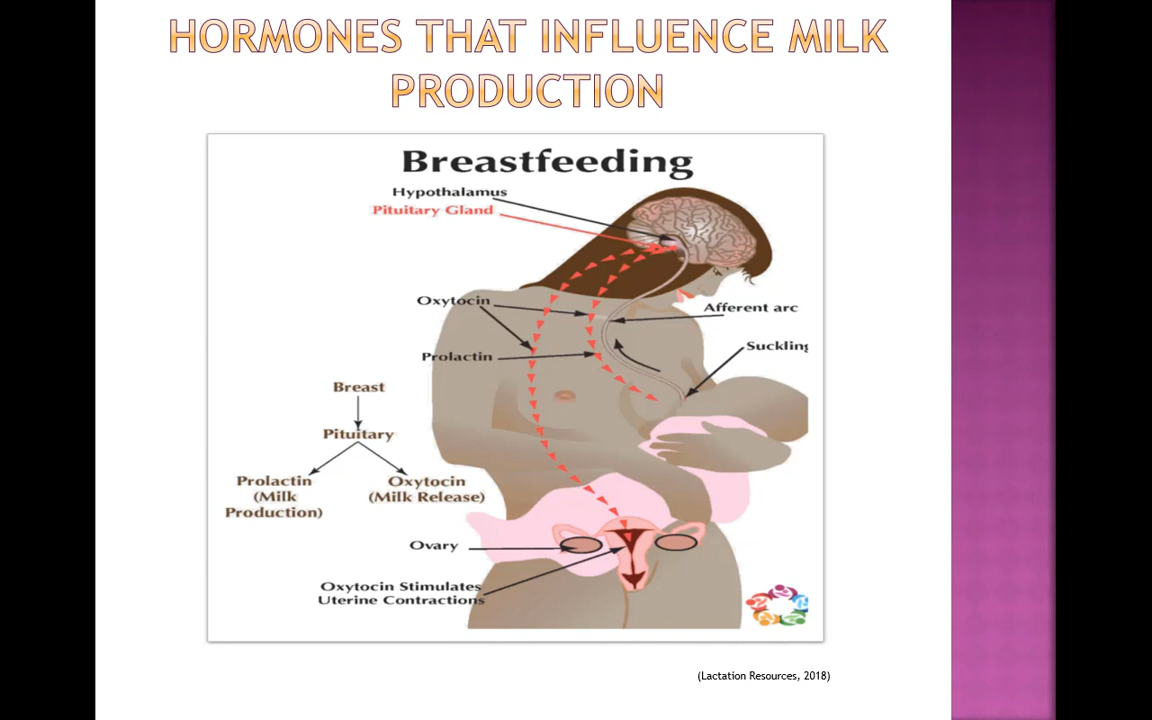 HORMONES THAT INFLUENCE MILK
PRODUCTION
Breastfeeding
Hypothalamus
Pituitary Gland
Oxytocin
Afferent arc
Suckling
Prolactin
Breast
Pituitary
Prolactin
(Milk
Production)
Oxytocin
(Milk Release)
Ovary
Oxytocin Stimulates
Uterine Contractions
(Lactation Resources, 2018)